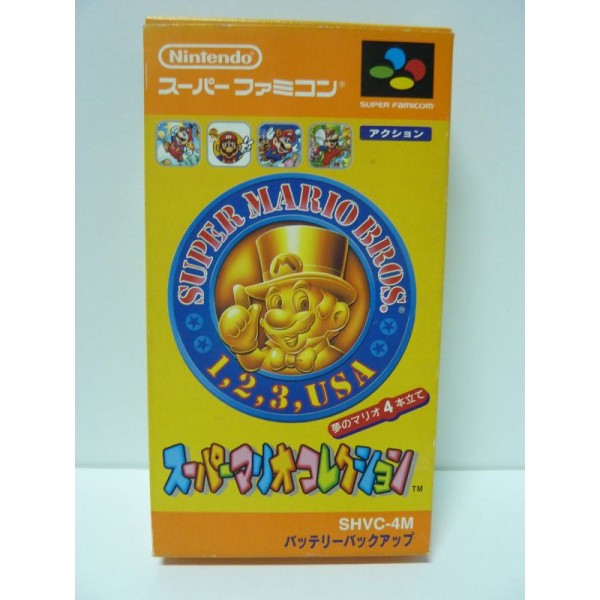 Nintendo
スーパーファミコン®
SUPER FAMICOM™
アクション
SUPER MARIO BROS.®
1,2,3,USA
夢のマリオ4本立て
スーパーマリオコレクション™
SHVC-4M
バッテリーバックアップ